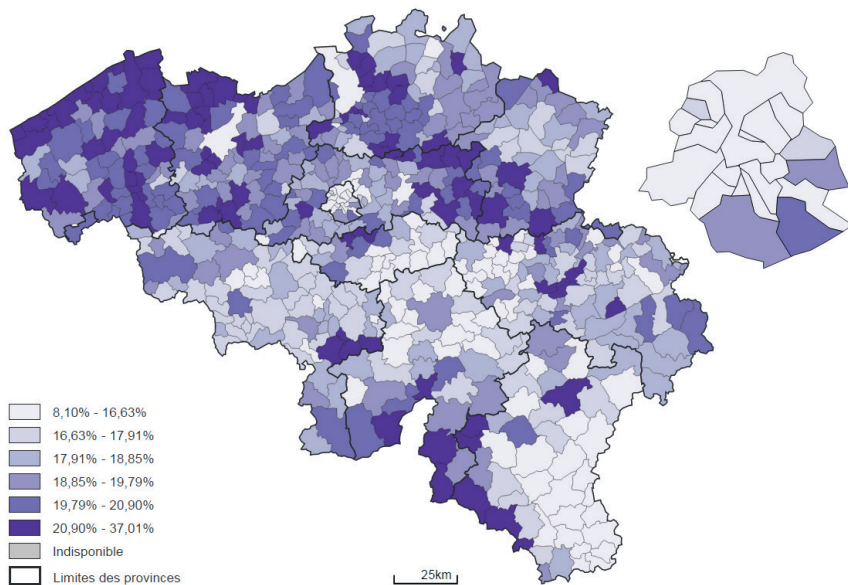 8,10% - 16,63%
16,63% - 17,91%
17,91% - 18,85%
18,85% - 19,79%
19,79% - 20,90%
20,90% - 37,01%
Indisponible
Limites des provinces
25km